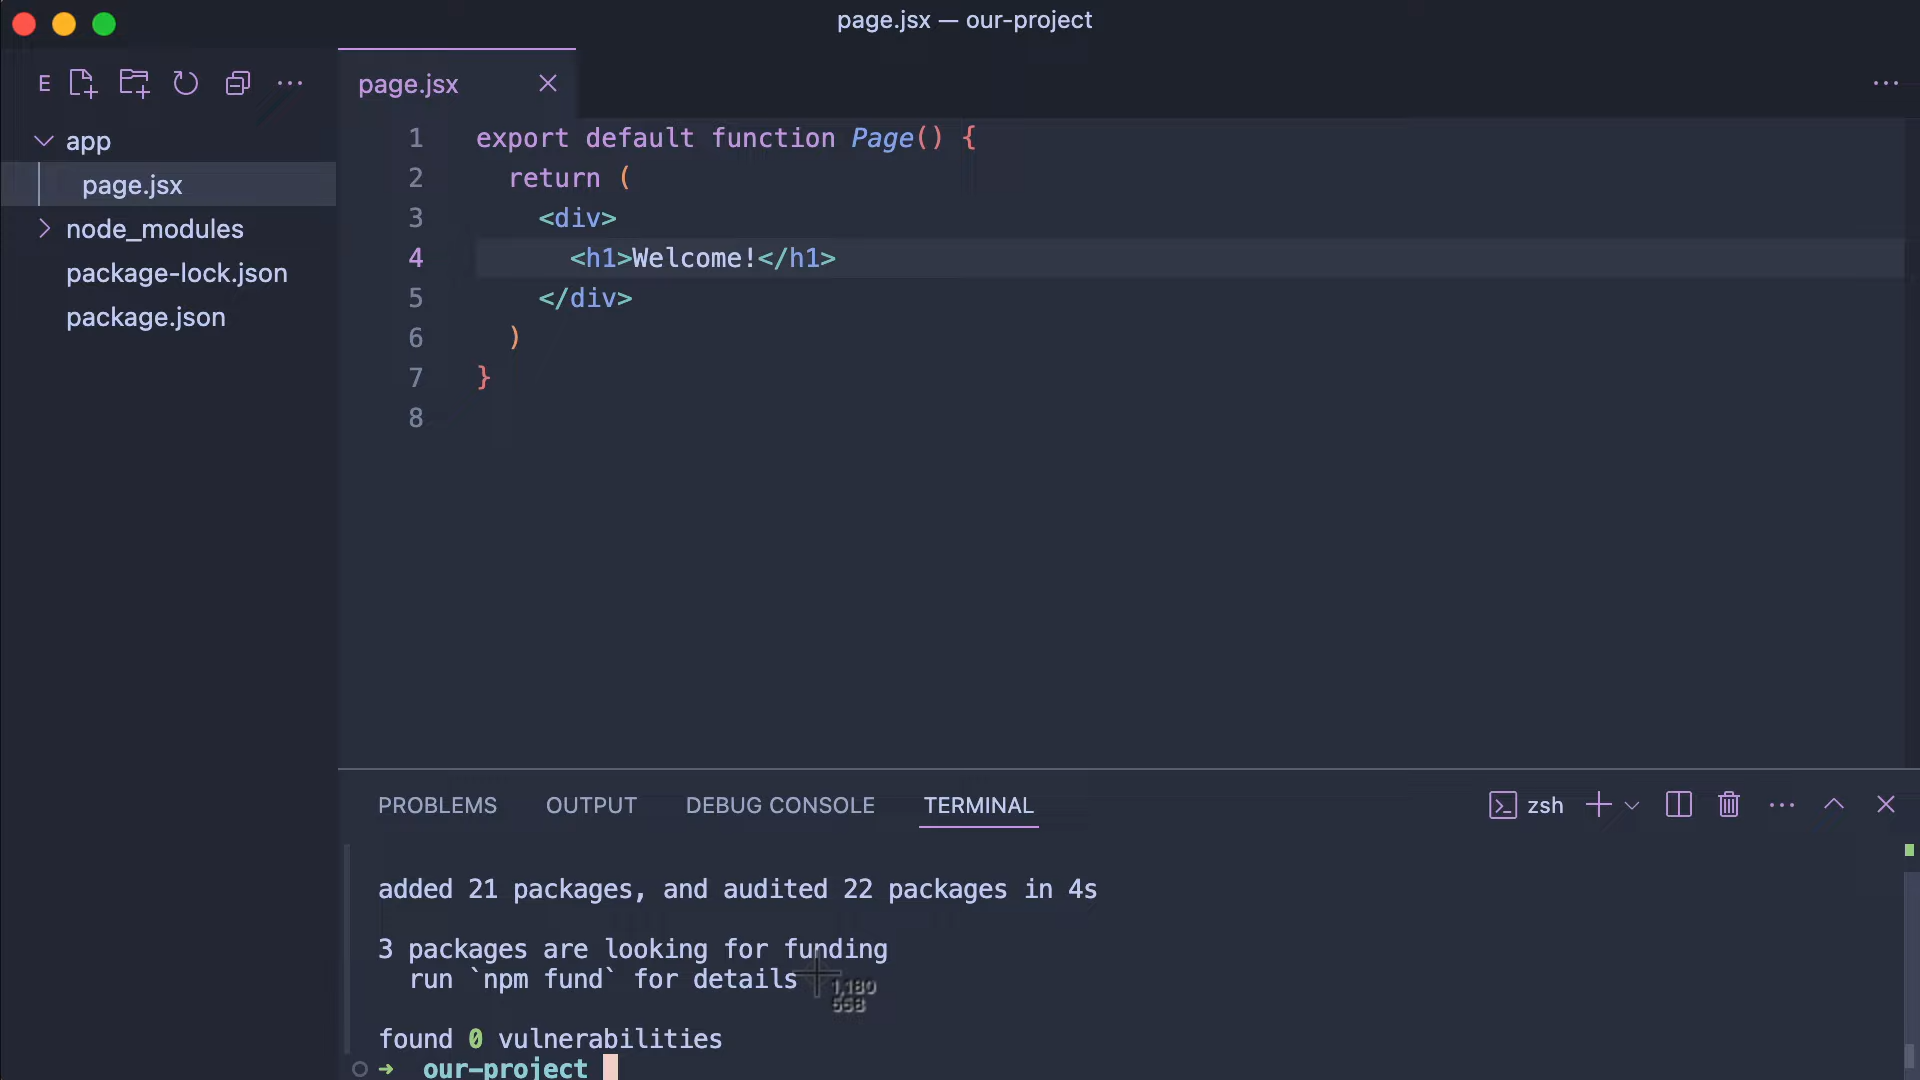 page.jsx — our-project
E
page.jsx
app
page.jsx
node_modules
package-lock.json
package.json
1 export default function Page() {
2 return (
3 <div>
4 <h1>Welcome!</h1>
5 </div>
6 )
7 }
8
PROBLEMS OUTPUT DEBUG CONSOLE TERMINAL zsh
added 21 packages, and audited 22 packages in 4s
3 packages are looking for funding
run `npm fund` for details
1,180
558
found 0 vulnerabilities
➜ our-project